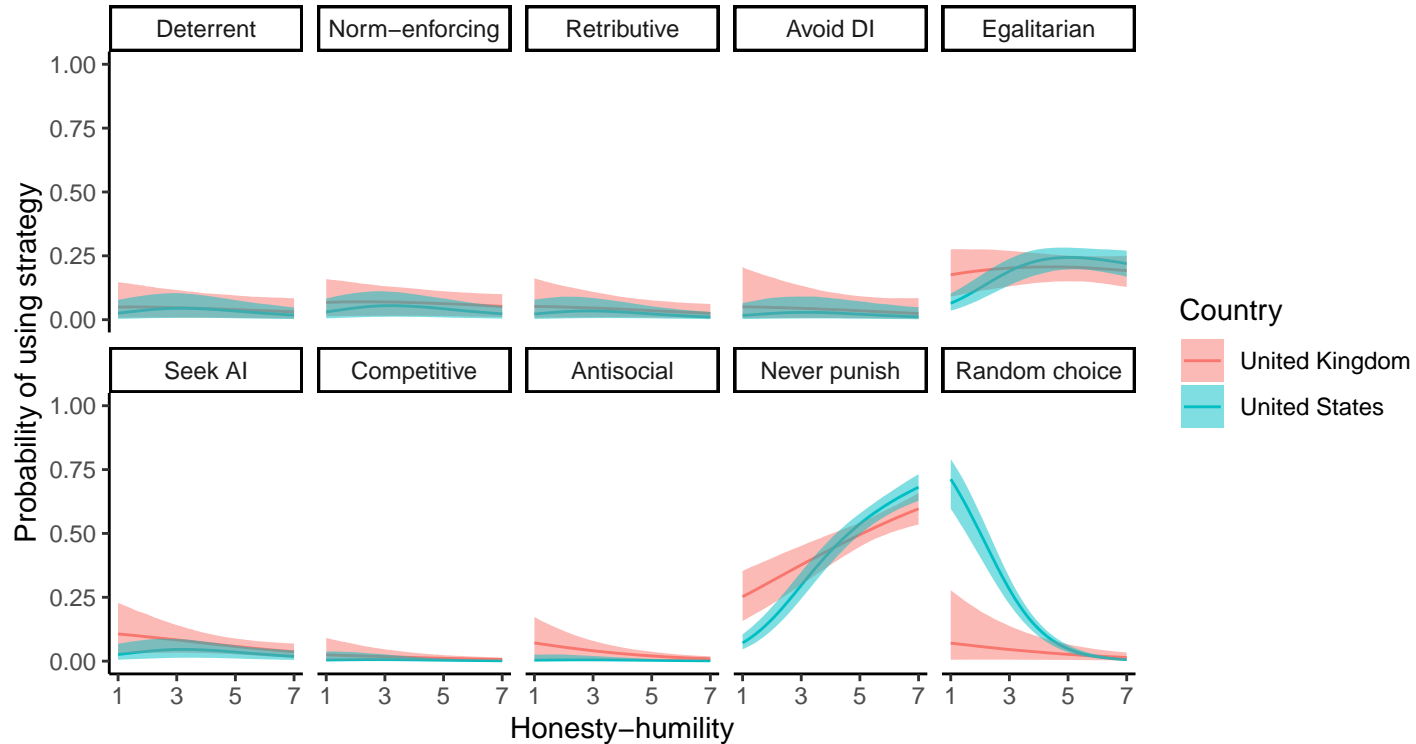 Deterrent Norm−enforcing Retributive Avoid DI Egalitarian
1.00
0.75
0.50
0.25
0.00
Seek AI Competitive Antisocial Never punish Random choice
1.00
0.75
0.50
0.25
0.00
1 3 5 7 1 3 5 7 1 3 5 7 1 3 5 7 1 3 5 7
Honesty−humility
Probability of using strategy
Country
United Kingdom
United States